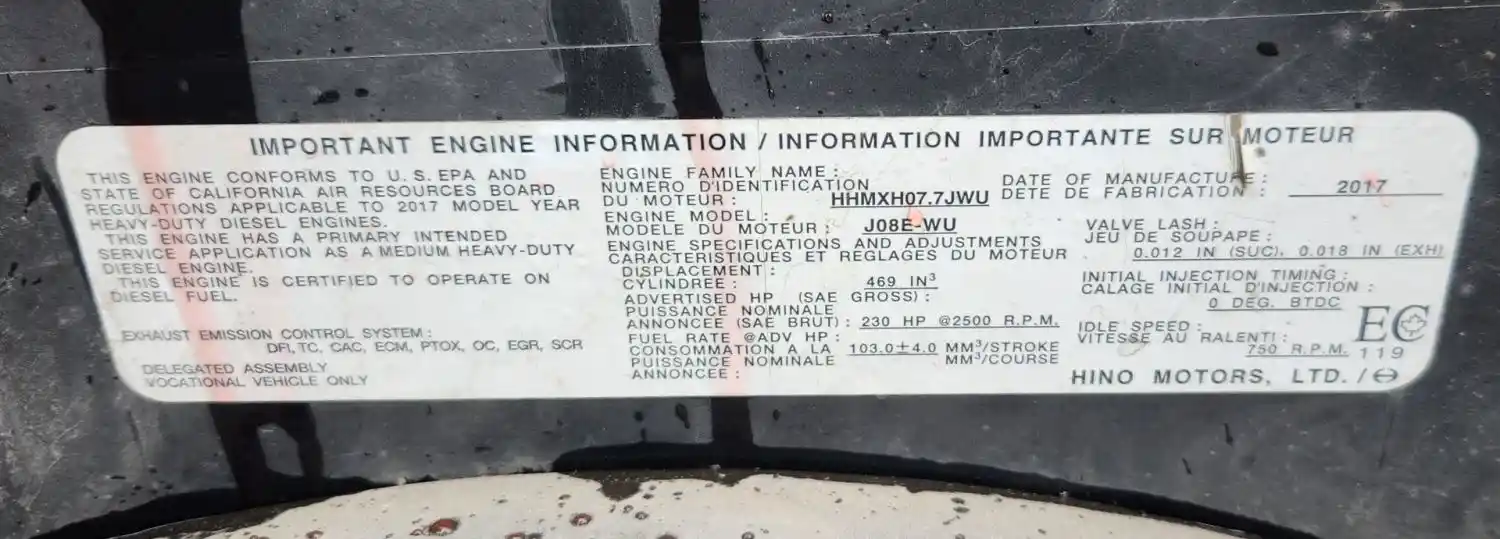 IMPORTANT ENGINE INFORMATION / INFORMATION IMPORTANTE SUR MOTEUR
THIS ENGINE CONFORMS TO U.S. EPA AND
STATE OF CALIFORNIA AIR RESOURCES BOARD
REGULATIONS APPLICABLE TO 2017 MODEL YEAR
HEAVY-DUTY DIESEL ENGINES.
THIS ENGINE HAS A PRIMARY INTENDED
SERVICE APPLICATION AS A MEDIUM HEAVY-DUTY
DIESEL ENGINE.
THIS ENGINE IS CERTIFIED TO OPERATE ON
DIESEL FUEL.
EXHAUST EMISSION CONTROL SYSTEM :
DFI, TC, CAC, ECM, PTOX, OC, EGR, SCR
DELEGATED ASSEMBLY
VOCATIONAL VEHICLE ONLY
ENGINE FAMILY NAME :
NUMERO D'IDENTIFICATION
DU MOTEUR : HHMXH07.7JWU
ENGINE MODEL :
MODELE DU MOTEUR : J08E-WU
ENGINE SPECIFICATIONS AND ADJUSTMENTS
CARACTERISTIQUES ET REGLAGES DU MOTEUR
DISPLACEMENT :
CYLINDREE : 469 IN³
ADVERTISED HP (SAE GROSS) :
PUISSANCE NOMINALE
ANNONCEE (SAE BRUT) : 230 HP @2500 R.P.M.
FUEL RATE @ADV HP :
CONSOMMATION A LA 103.0±4.0 MM³/STROKE
PUISSANCE NOMINALE MM³/COURSE
ANNONCEE :
DATE OF MANUFACTURE :
DETE DE FABRICATION : 2017
VALVE LASH :
JEU DE SOUPAPE :
0.012 IN (SUC), 0.018 IN (EXH)
INITIAL INJECTION TIMING :
CALAGE INITIAL D'INJECTION :
0 DEG. BTDC
IDLE SPEED :
VITESSE AU RALENTI :
750 R.P.M.
EC
119
HINO MOTORS, LTD. /